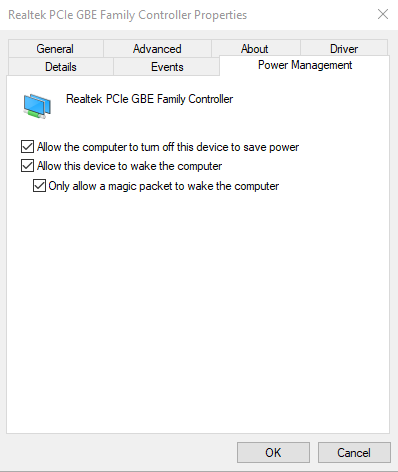 Realtek PCIe GBE Family Controller Properties
General Advanced About Driver
Details Events Power Management
Realtek PCIe GBE Family Controller
Allow the computer to turn off this device to save power
Allow this device to wake the computer
Only allow a magic packet to wake the computer
OK Cancel